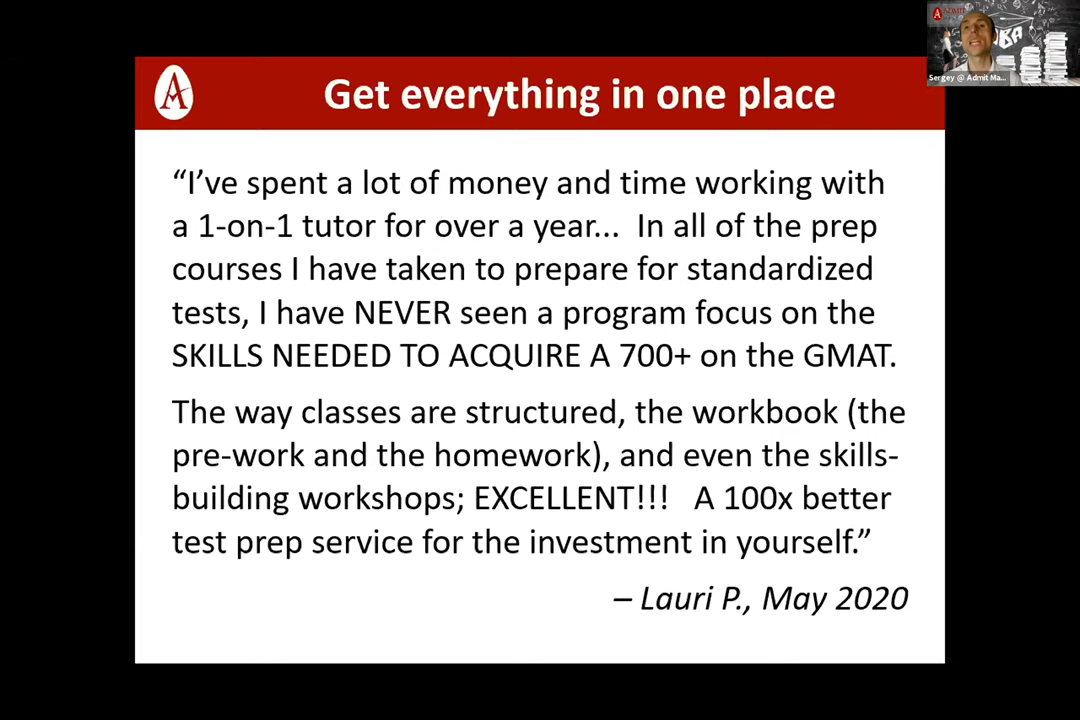 Get everything in one place
“I’ve spent a lot of money and time working with
a 1-on-1 tutor for over a year...  In all of the prep
courses I have taken to prepare for standardized
tests, I have NEVER seen a program focus on the
SKILLS NEEDED TO ACQUIRE A 700+ on the GMAT.
The way classes are structured, the workbook (the
pre-work and the homework), and even the skills-
building workshops; EXCELLENT!!!   A 100x better
test prep service for the investment in yourself.”
– Lauri P., May 2020
A ADMIT
Sergey @ Admit Ma...